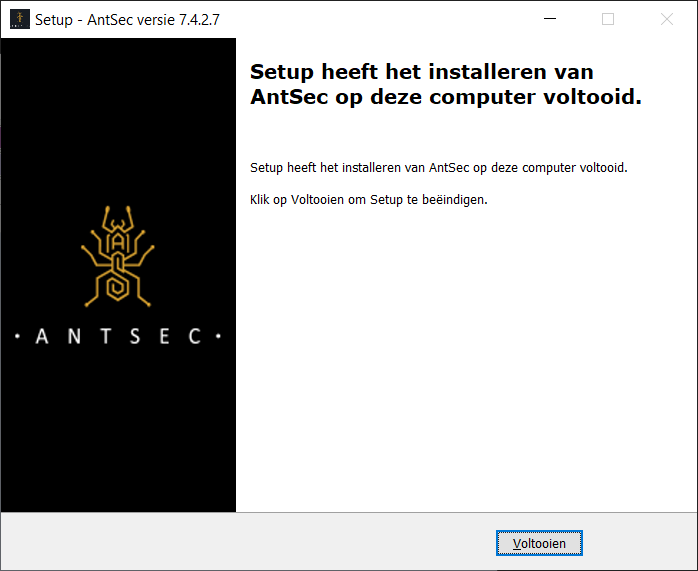 Setup - AntSec versie 7.4.2.7
Setup heeft het installeren van
AntSec op deze computer voltooid.
Setup heeft het installeren van AntSec op deze computer voltooid.
Klik op Voltooien om Setup te beëindigen.
· A N T S E C ·
Voltooien